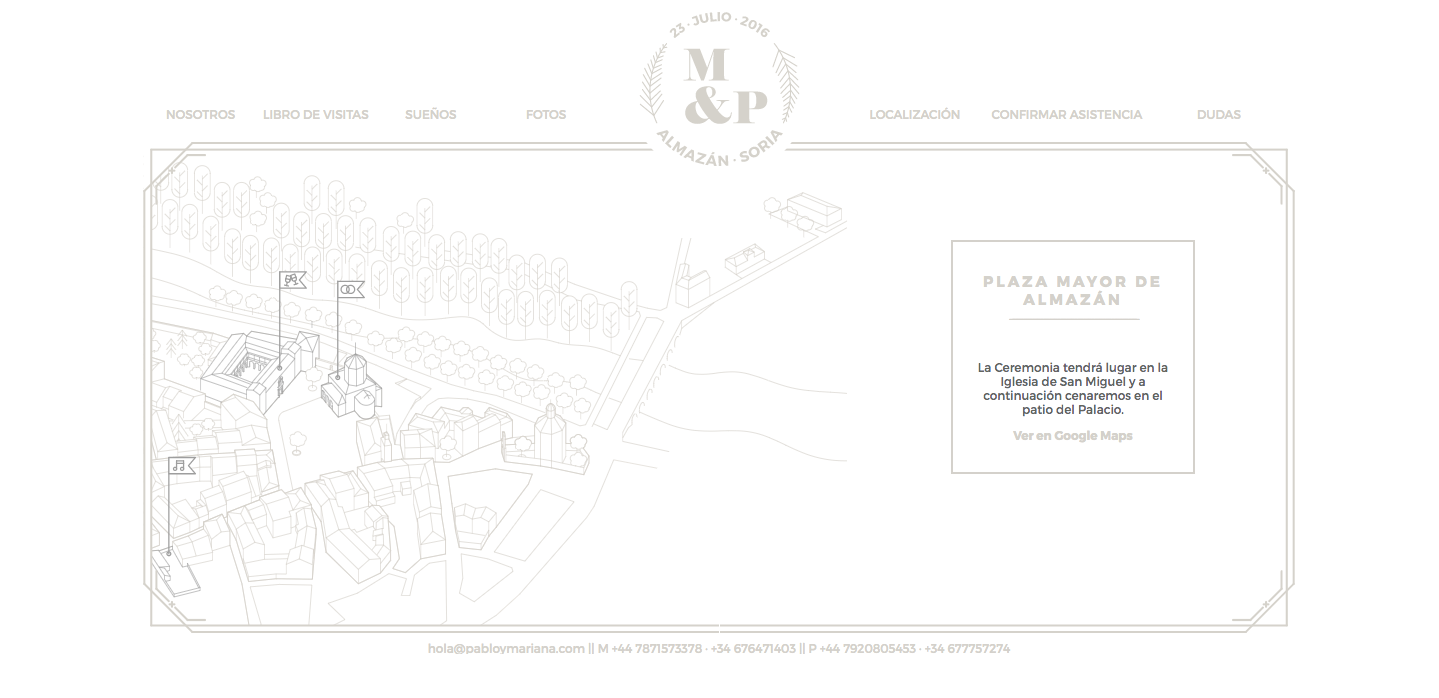 23 · JULIO · 2016
M
&P
ALMAZÁN · SORIA
NOSOTROS LIBRO DE VISITAS SUEÑOS FOTOS LOCALIZACIÓN CONFIRMAR ASISTENCIA DUDAS
PLAZA MAYOR DE
ALMAZÁN
La Ceremonia tendrá lugar en la
Iglesia de San Miguel y a
continuación cenaremos en el
patio del Palacio.
Ver en Google Maps
hola@pabloymariana.com || M +44 7871573378 · +34 676471403 || P +44 7920805453 · +34 677757274